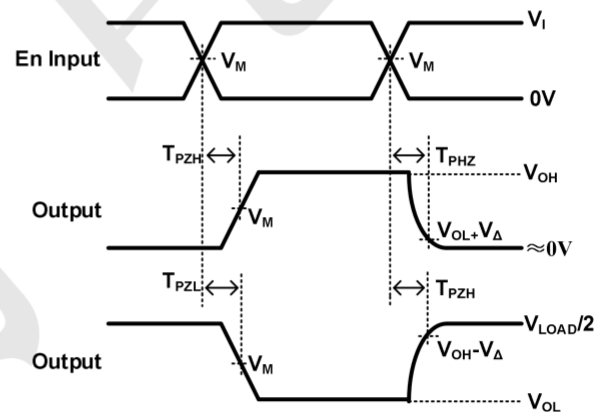 V_I
En Input
V_M
V_M
0V
T_PZH
T_PHZ
V_OH
Output
V_M
V_OL+V_Δ
≈0V
T_PZL
T_PZH
V_LOAD/2
Output
V_M
V_OH-V_Δ
V_OL